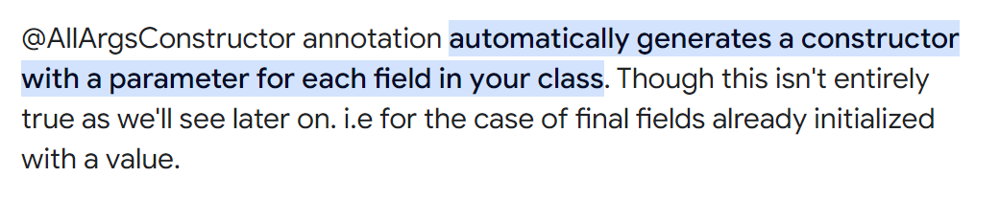 @AllArgsConstructor annotation automatically generates a constructor
with a parameter for each field in your class. Though this isn't entirely
true as we'll see later on. i.e for the case of final fields already initialized
with a value.